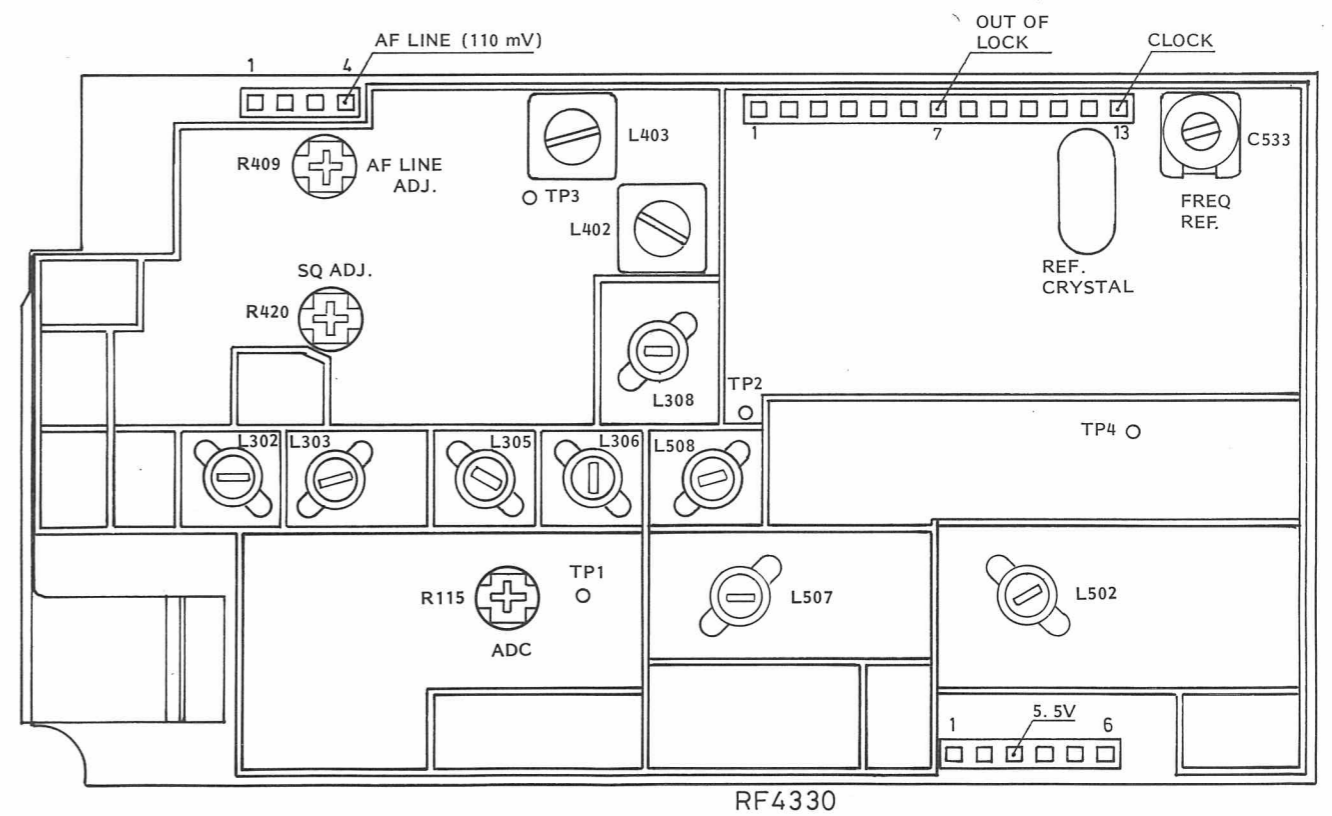 OUT OF
LOCK
AF LINE (110 mV)
CLOCK
1
4
1
7
13
L403
C533
R409
AF LINE
ADJ.
TP3
FREQ
REF.
L402
SQ ADJ.
REF.
CRYSTAL
R420
TP2
L308
TP4
L302
L303
L305
L306
L508
TP1
R115
L507
L502
ADC
1
5.5V
6
RF4330